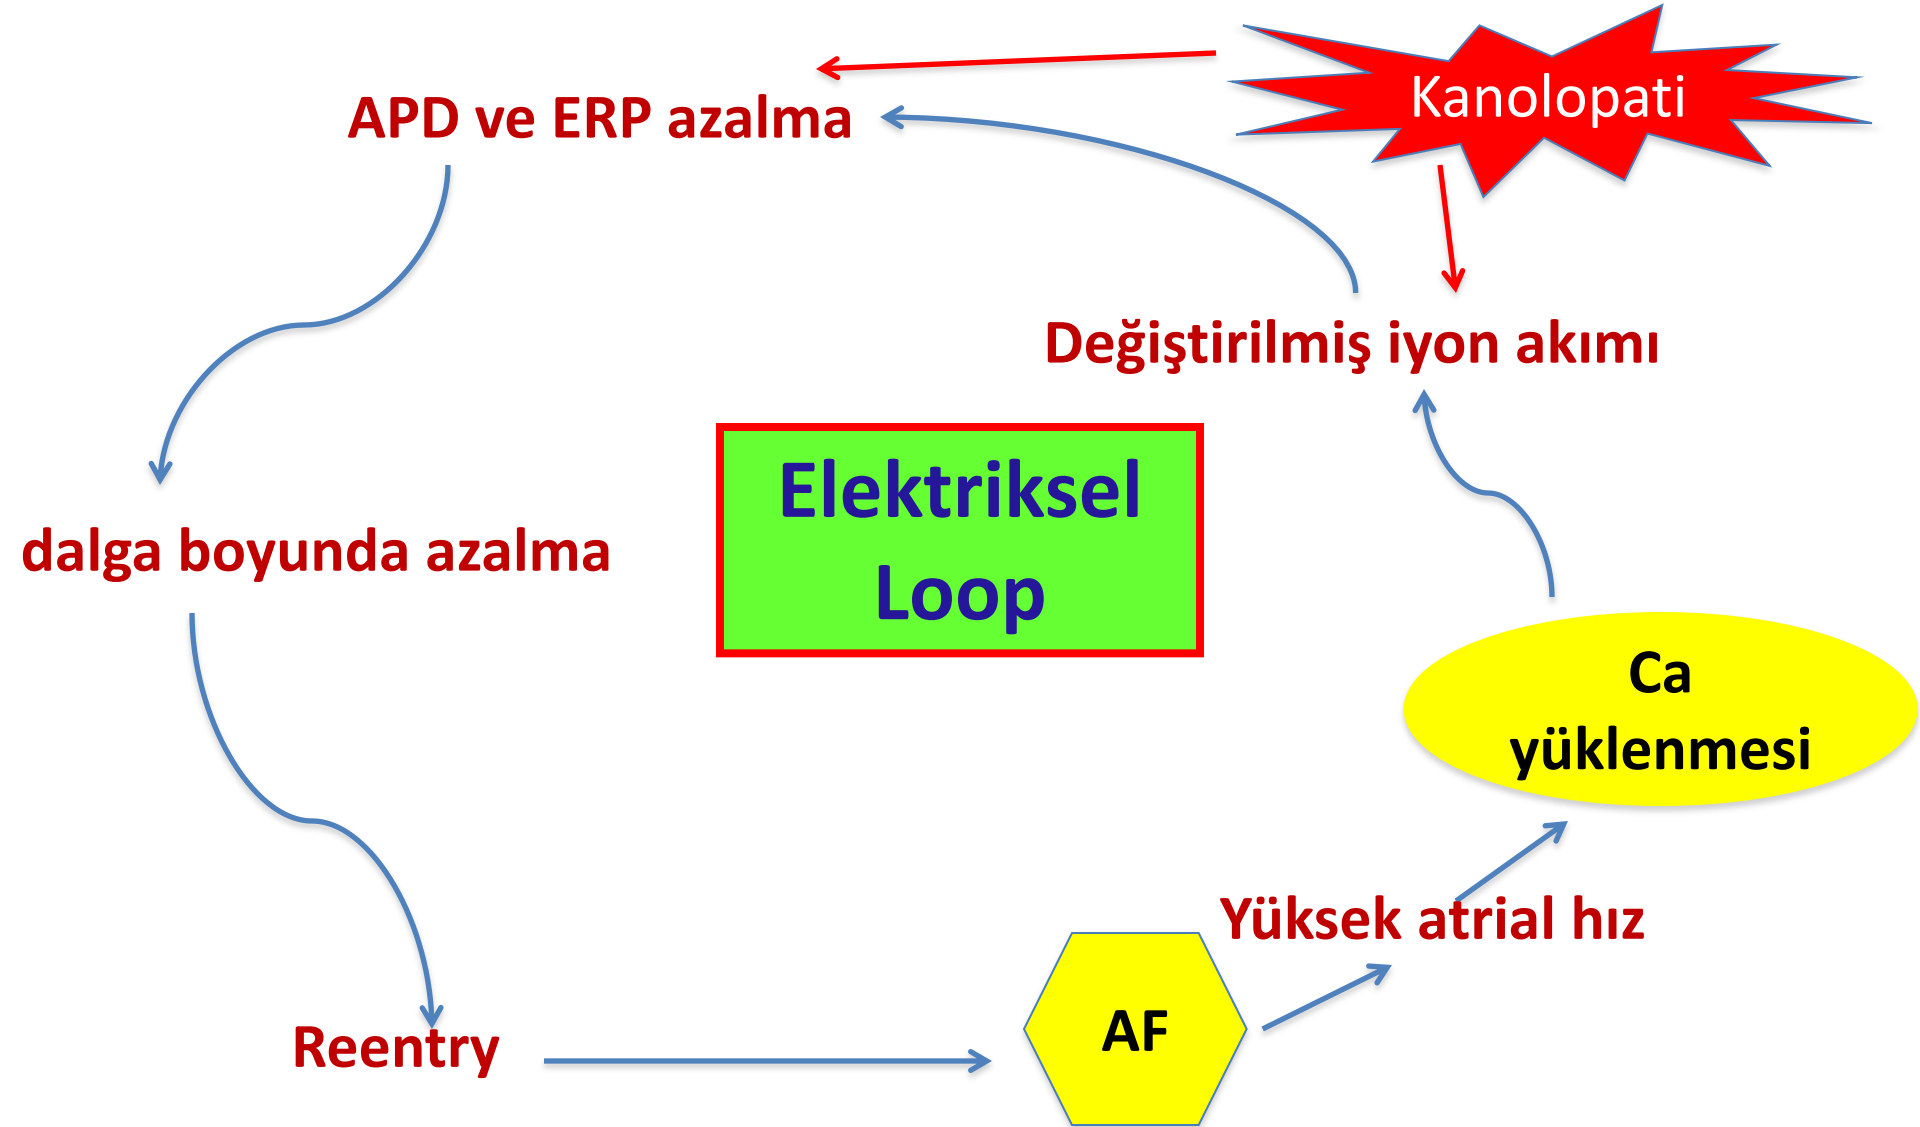 Kanolopati
APD ve ERP azalma
Değiştirilmiş iyon akımı
Elektriksel
Loop
dalga boyunda azalma
Ca
yüklenmesi
Yüksek atrial hız
AF
Reentry